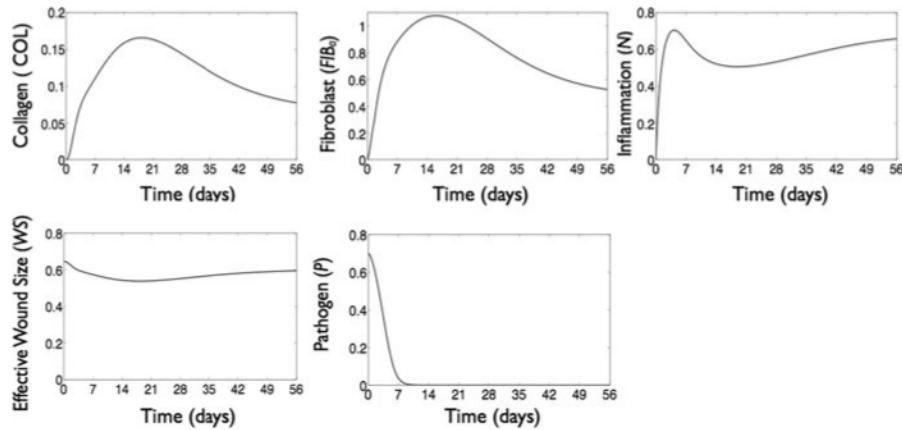 Collagen ( COL)
0.2
0.15
0.1
0.05
0
0 7 14 21 28 35 42 49 56
Time (days)
Fibroblast (FIBa)
1
0.8
0.6
0.4
0.2
0
0 7 14 21 28 35 42 49 56
Time (days)
Inflammation (N)
0.8
0.6
0.4
0.2
0
0 7 14 21 28 35 42 49 56
Time (days)
Effective Wound Size (WS)
0.8
0.6
0.4
0.2
0
0 7 14 21 28 35 42 49 56
Time (days)
Pathogen (P)
0.8
0.6
0.4
0.2
0
0 7 14 21 28 35 42 49 56
Time (days)